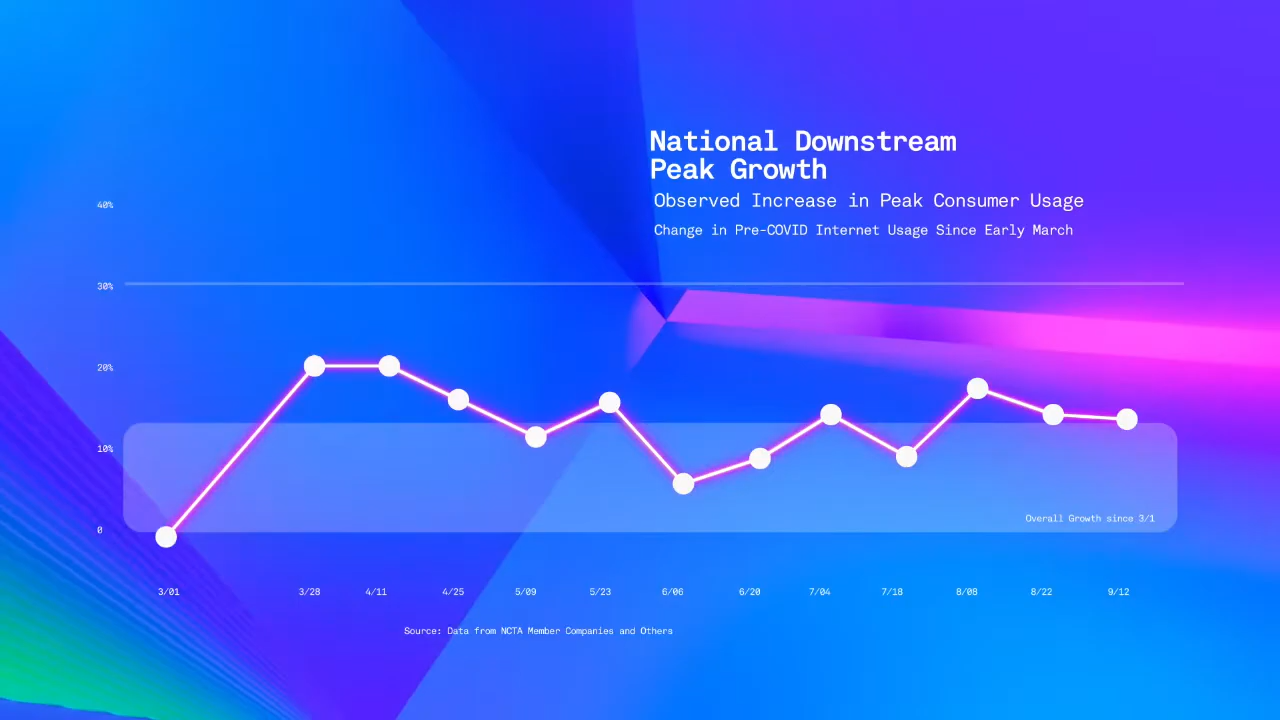 National Downstream
Peak Growth
Observed Increase in Peak Consumer Usage
Change in Pre-COVID Internet Usage Since Early March
40%
30%
20%
10%
0
Overall Growth since 3/1
3/01 3/28 4/11 4/25 5/09 5/23 6/06 6/20 7/04 7/18 8/08 8/22 9/12
Source: Data from NCTA Member Companies and Others